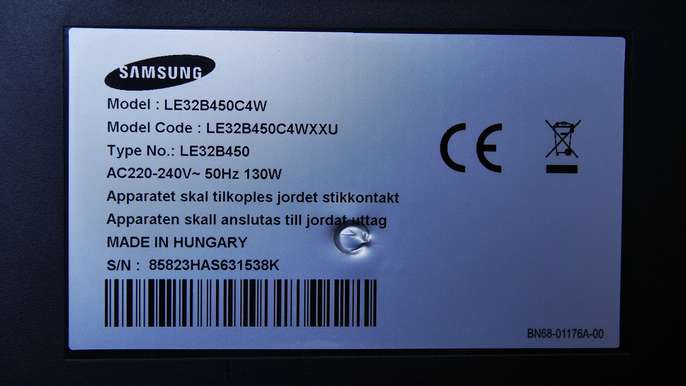 SAMSUNG
Model : LE32B450C4W
Model Code : LE32B450C4WXXU
Type No.: LE32B450
AC220-240V~ 50Hz 130W
Apparatet skal tilkoples jordet stikkontakt
Apparaten skall anslutas till jordat uttag
MADE IN HUNGARY
S/N : 85823HAS631538K
CE
BN68-01176A-00